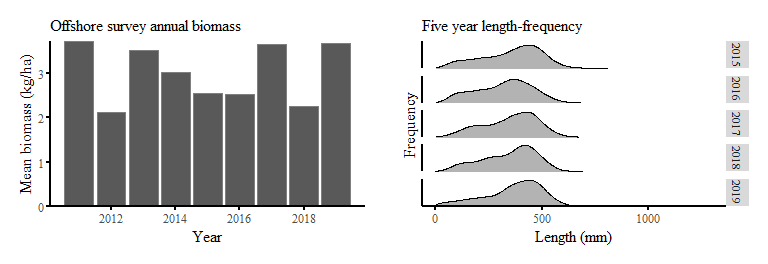 Offshore survey annual biomass
Mean biomass (kg/ha)
3
2
1
0
2012 2014 2016 2018
Year
Five year length-frequency
Frequency
2015
2016
2017
2018
2019
0 500 1000
Length (mm)